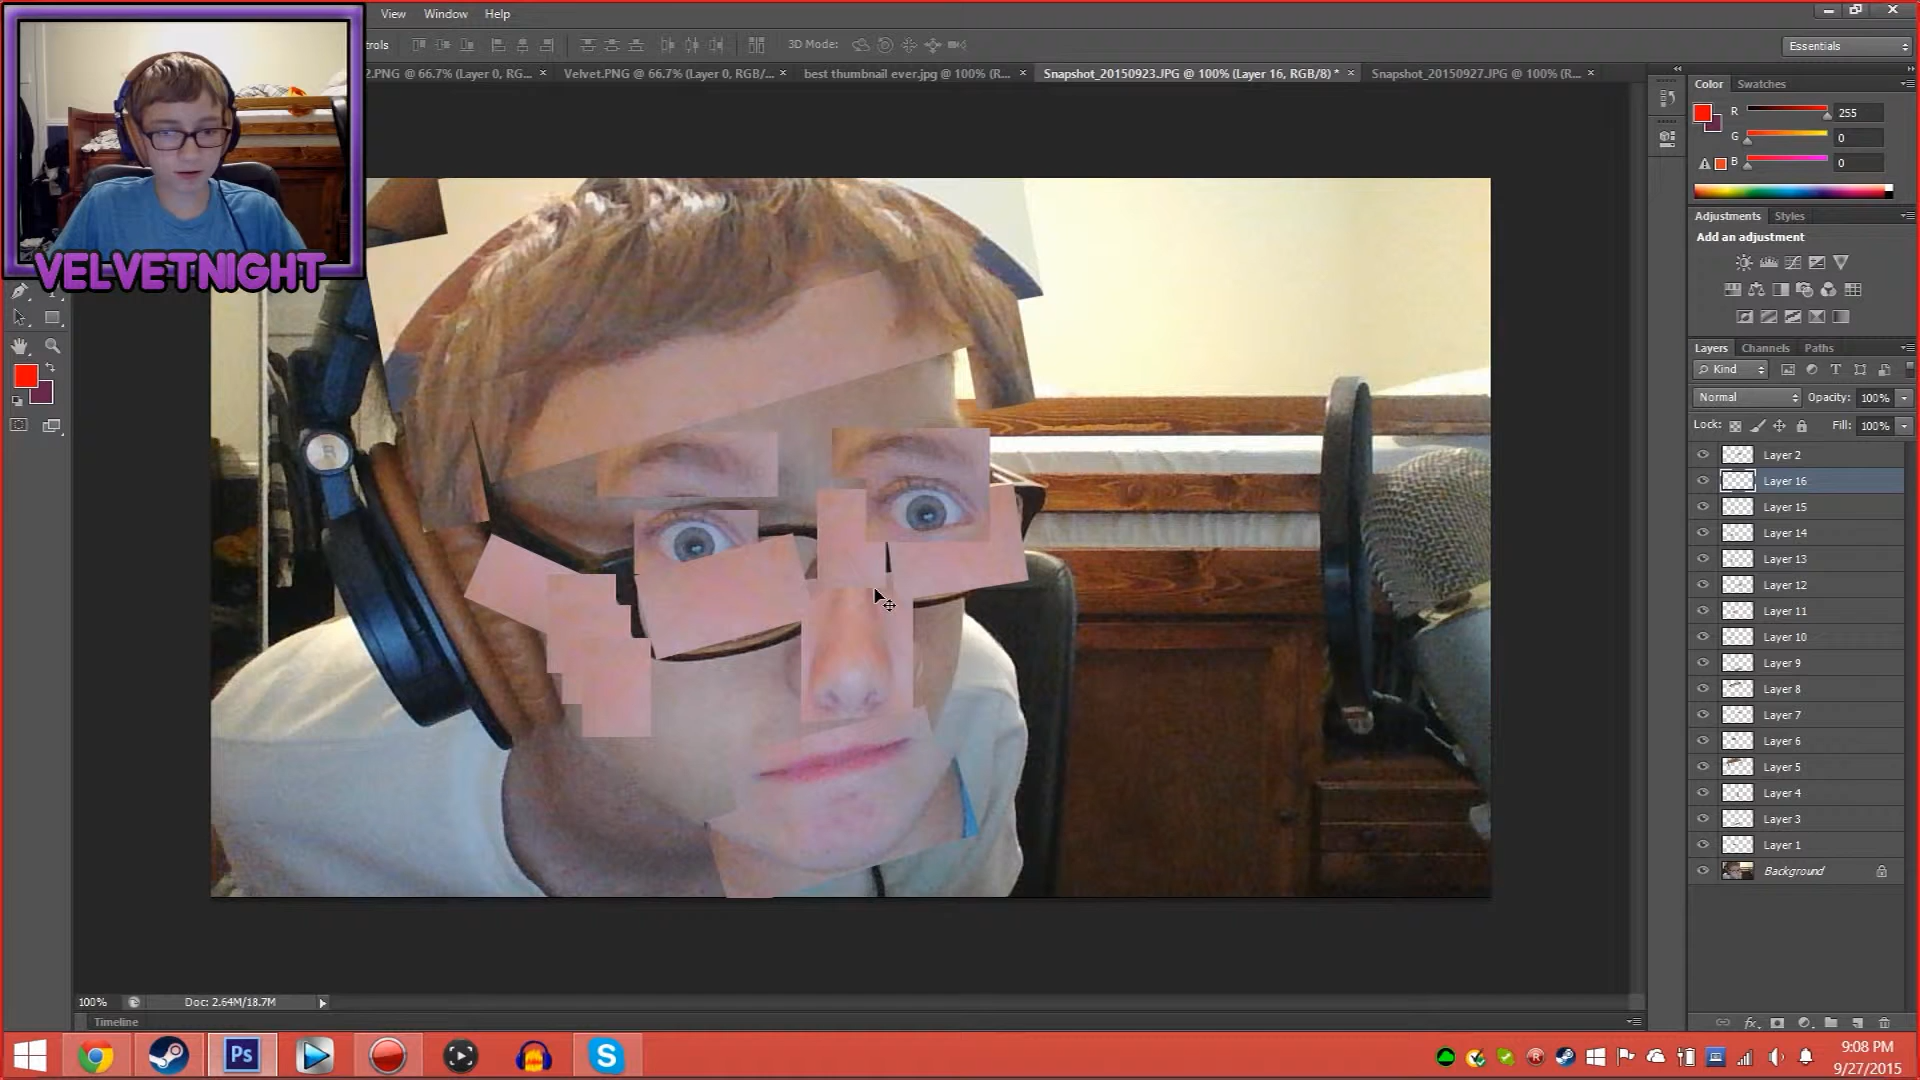 View Window Help
trols 3D Mode: Essentials
2.PNG @ 66.7% (Layer 0, RG... × Velvet.PNG @ 66.7% (Layer 0, RGB/... × best thumbnail ever.jpg @ 100% (R... × Snapshot_20150923.JPG @ 100% (Layer 16, RGB/8) * × Snapshot_20150927.JPG @ 100% (R... ×
Color Swatches
R 255
G 0
B 0
Adjustments Styles
Add an adjustment
VELVETNIGHT
Layers Channels Paths
Kind
Normal Opacity: 100%
Lock: Fill: 100%
R
Layer 2
Layer 16
Layer 15
Layer 14
Layer 13
Layer 12
Layer 11
Layer 10
Layer 9
Layer 8
Layer 7
Layer 6
Layer 5
Layer 4
Layer 3
Layer 1
Background
100% Doc: 2.64M/18.7M
Timeline
Ps
S
9:08 PM
9/27/2015